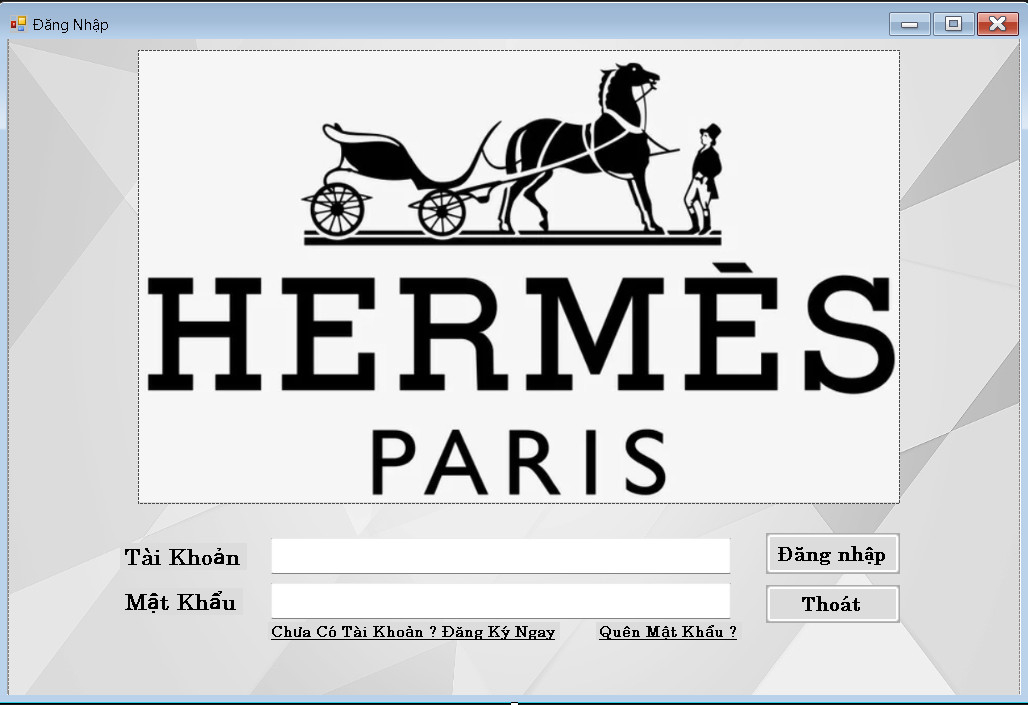 Đăng Nhập
HERMÈS
PARIS
Tài Khoản
Đăng nhập
Mật Khẩu
Thoát
Chưa Có Tài Khoản ? Đăng Ký Ngay
Quên Mật Khẩu ?